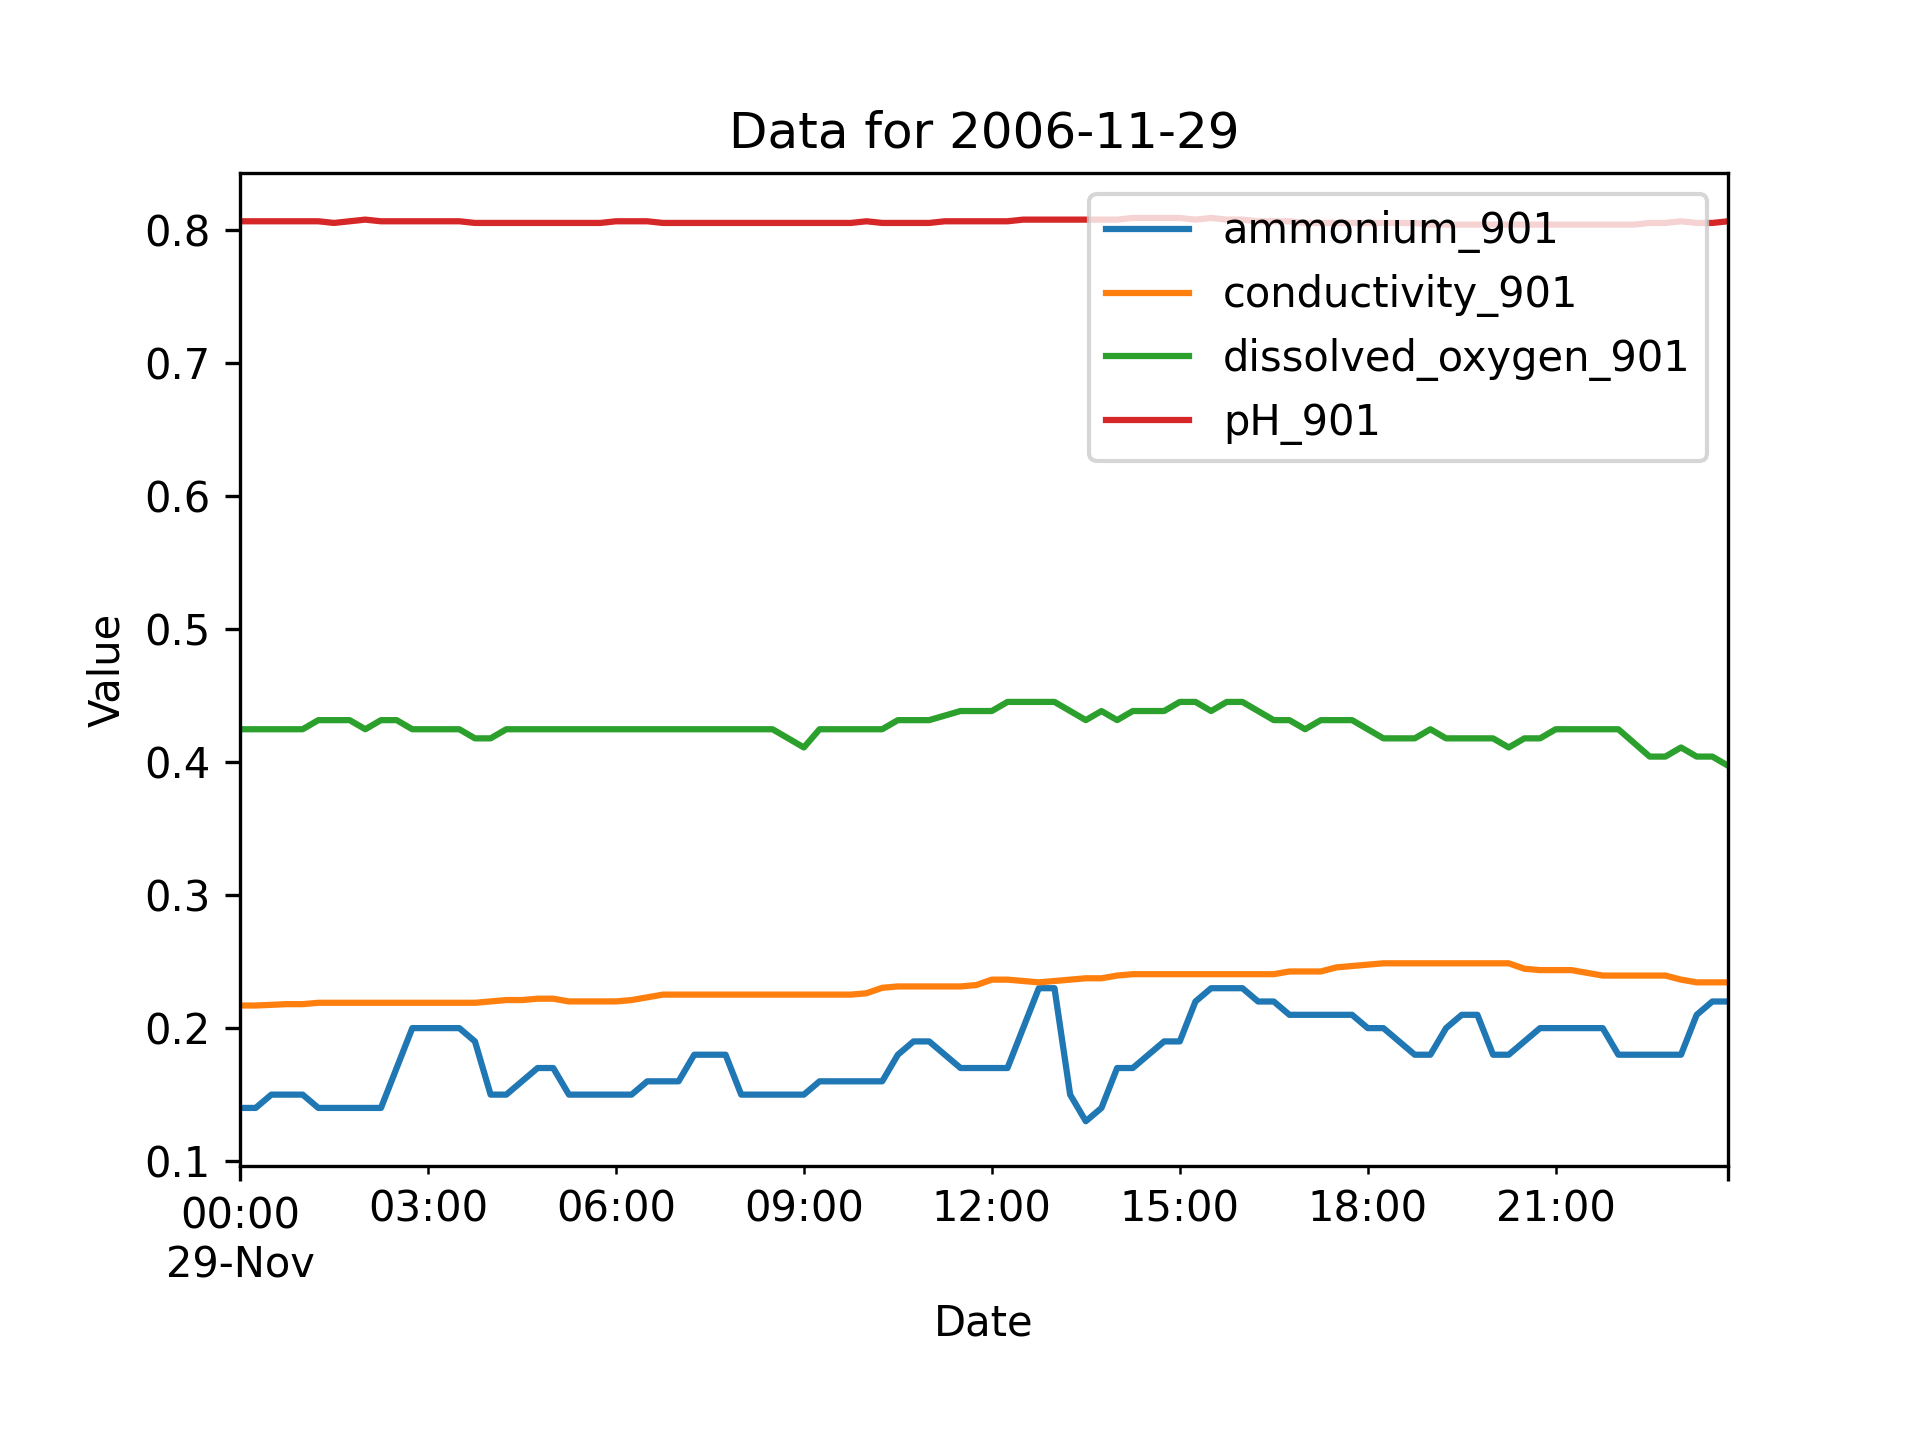 Data for 2006-11-29
ammonium_901
conductivity_901
dissolved_oxygen_901
pH_901
Value
0.8
0.7
0.6
0.5
0.4
0.3
0.2
0.1
00:00 03:00 06:00 09:00 12:00 15:00 18:00 21:00
29-Nov
Date